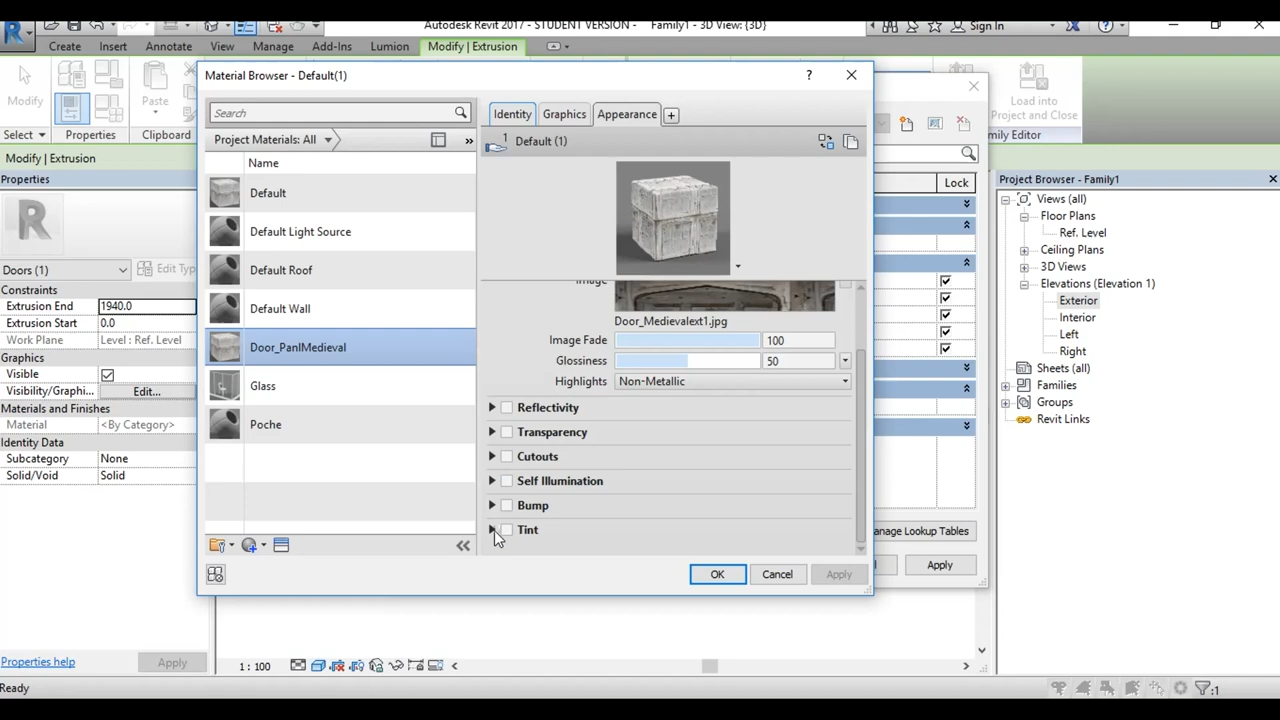 Autodesk Revit 2017 - STUDENT VERSION - Family1 - 3D View: {3D}
Sign In
Create Insert Annotate View Manage Add-Ins Lumion Modify | Extrusion
Modify
Paste
Load into
Project and Close
Select Properties Clipboard
Family Editor
Modify | Extrusion
Properties
Doors (1)
Edit Type
Constraints
Extrusion End 1940.0
Extrusion Start 0.0
Work Plane Level : Ref. Level
Graphics
Visible
Visibility/Graphi... Edit...
Materials and Finishes
Material <By Category>
Identity Data
Subcategory None
Solid/Void Solid
Properties help
Apply
Material Browser - Default(1)
?
Search
Project Materials: All
Name
Default
Default Light Source
Default Roof
Default Wall
Door_PanlMedieval
Glass
Poche
Identity Graphics Appearance +
1
Default (1)
Image
Door_Medievalext1.jpg
Image Fade 100
Glossiness 50
Highlights Non-Metallic
Reflectivity
Transparency
Cutouts
Self Illumination
Bump
Tint
OK Cancel Apply
Lock
anage Lookup Tables
Apply
Project Browser - Family1
Views (all)
Floor Plans
Ref. Level
Ceiling Plans
3D Views
Elevations (Elevation 1)
Exterior
Interior
Left
Right
Sheets (all)
Families
Groups
Revit Links
1 : 100
Ready
:1